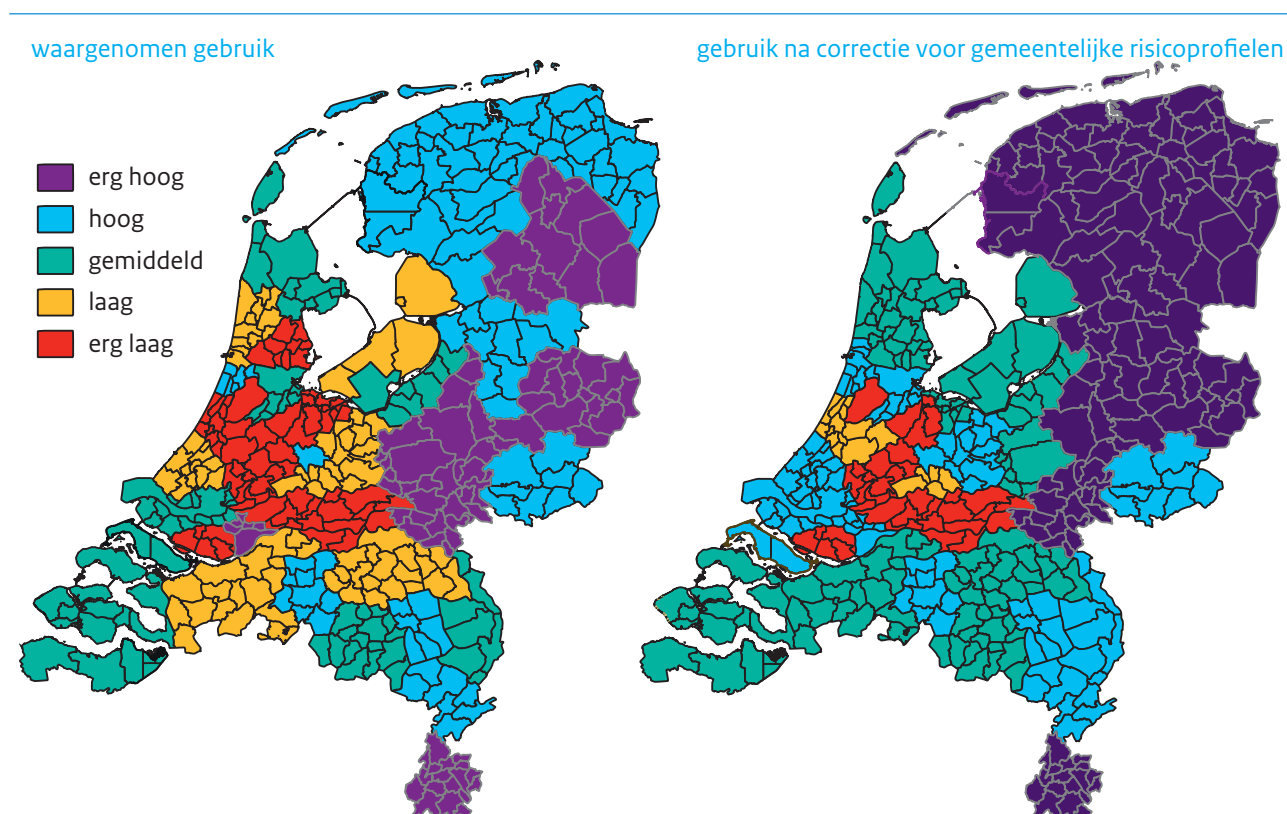 waargenomen gebruik
gebruik na correctie voor gemeentelijke risicoprofielen
erg hoog
hoog
gemiddeld
laag
erg laag